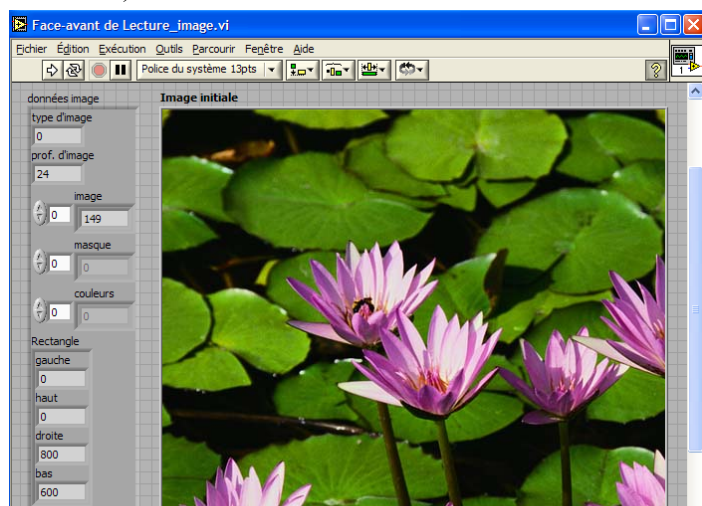 Face-avant de Lecture_image.vi
Fichier Édition Exécution Outils Parcourir Fenêtre Aide
Police du système 13pts
1
données image
Image initiale
type d'image
0
prof. d'image
24
image
0 149
masque
0 0
couleurs
0 0
Rectangle
gauche
0
haut
0
droite
800
bas
600